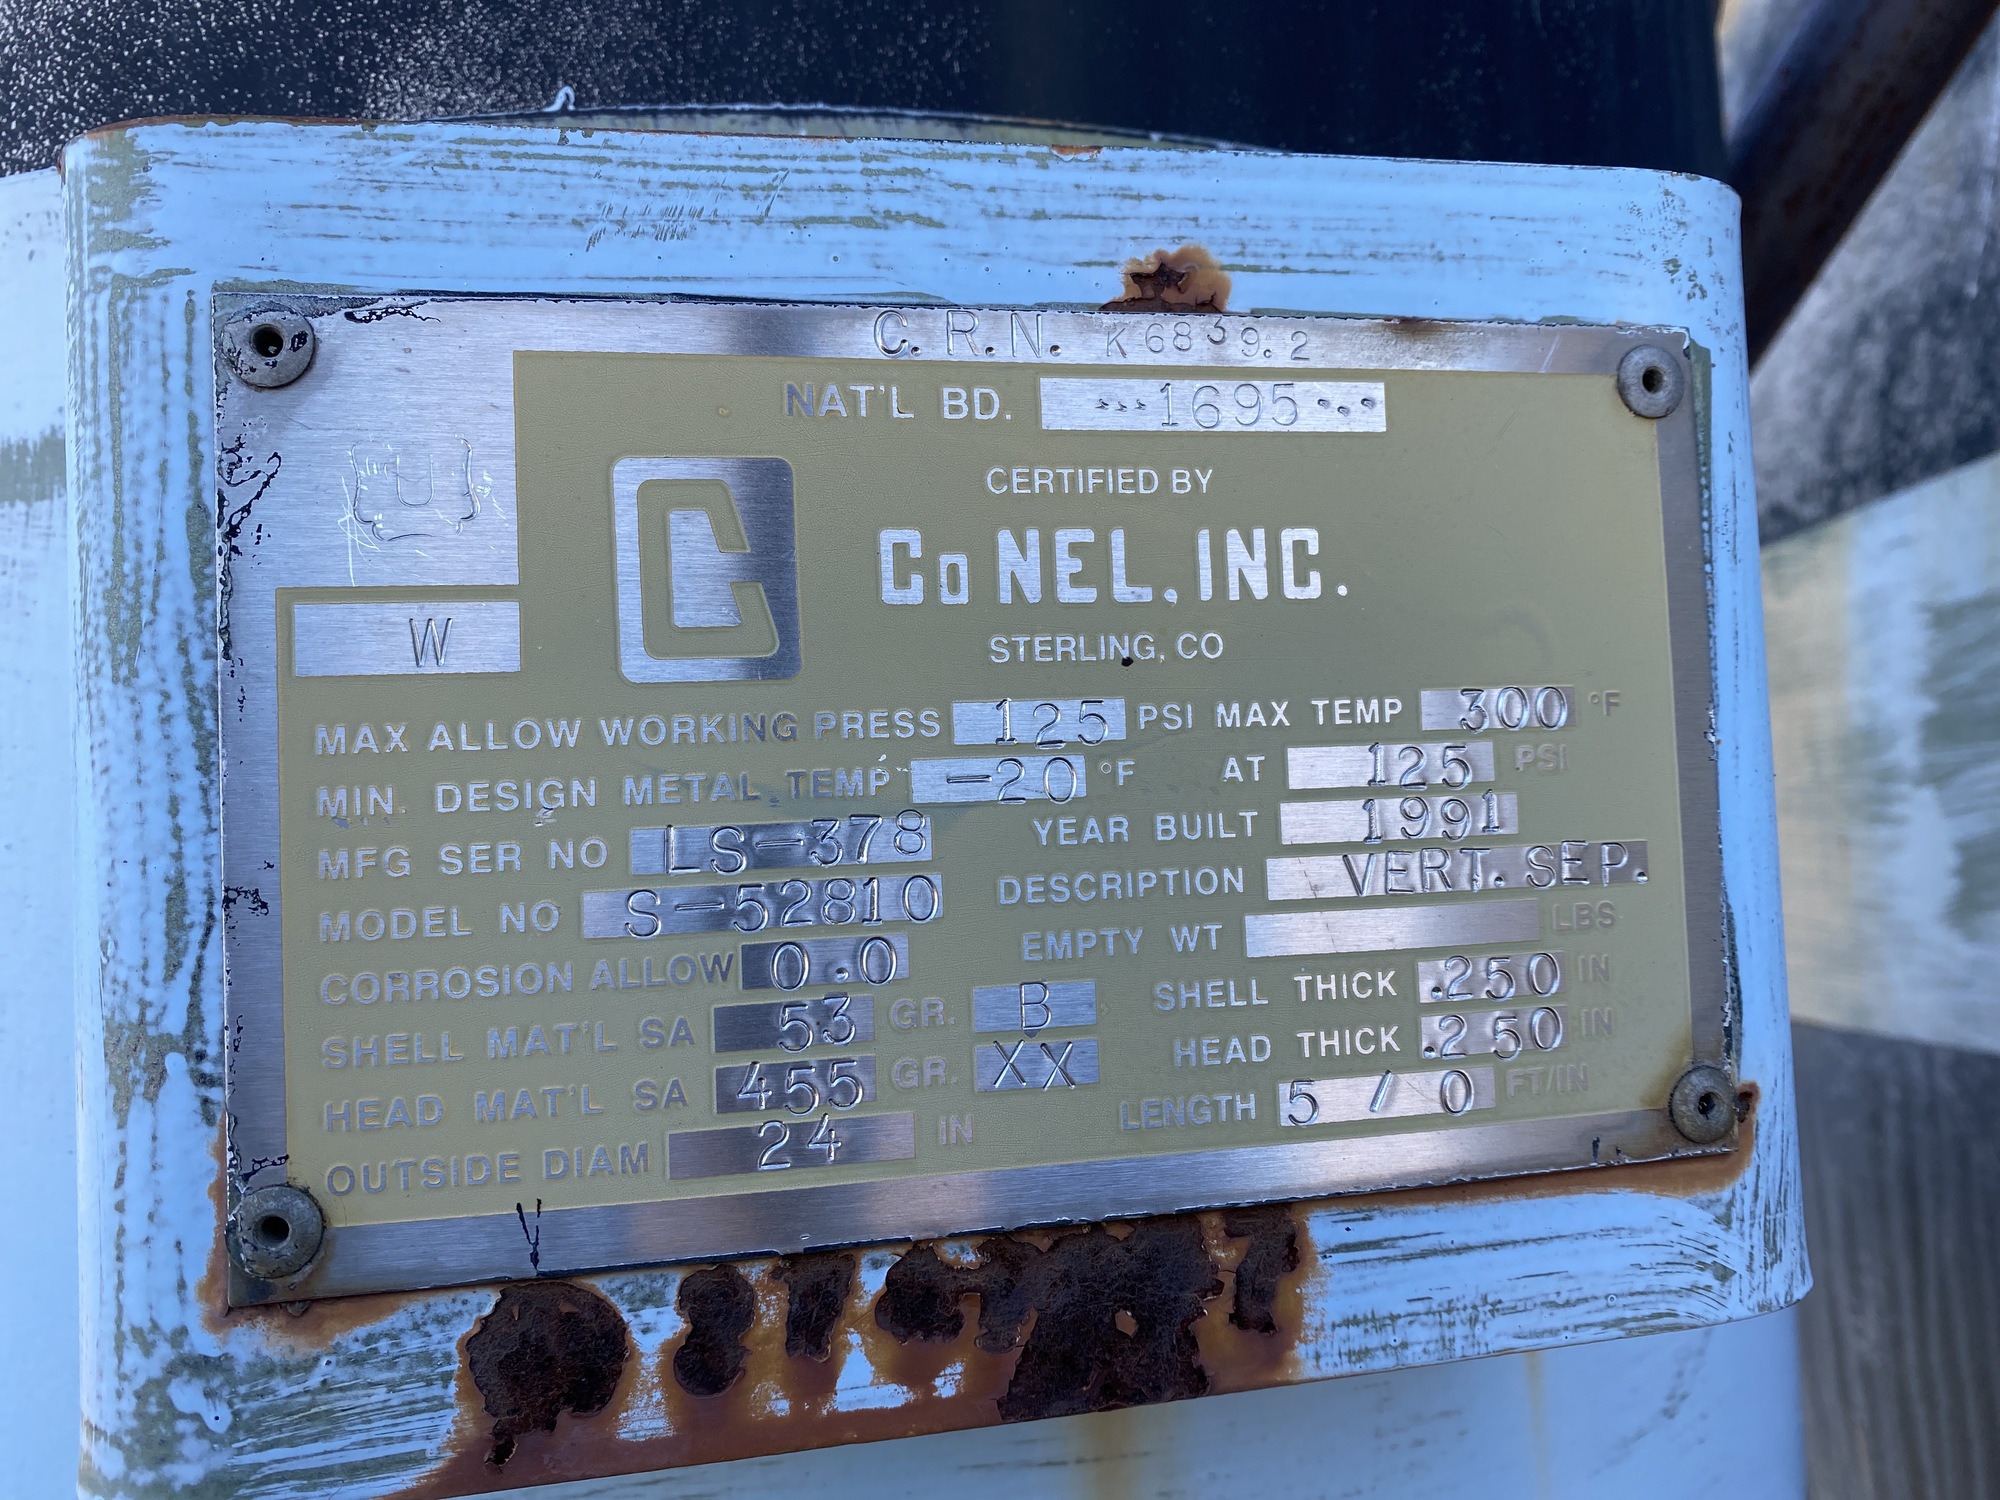 C. R. N. K6839.2
NAT'L BD. 1695
U
CERTIFIED BY
C
CoNEL, INC.
STERLING, CO
W
MAX ALLOW WORKING PRESS 125 PSI MAX TEMP 300 °F
MIN. DESIGN METAL TEMP -20 °F AT 125 PSI
MFG SER NO LS-378 YEAR BUILT 1991
MODEL NO S-52810 DESCRIPTION VERT. SEP.
CORROSION ALLOW 0.0 EMPTY WT LBS
SHELL MAT'L SA 53 GR. B SHELL THICK .250 IN
HEAD MAT'L SA 455 GR. XX HEAD THICK .250 IN
OUTSIDE DIAM 24 IN LENGTH 5 / 0 FT/IN